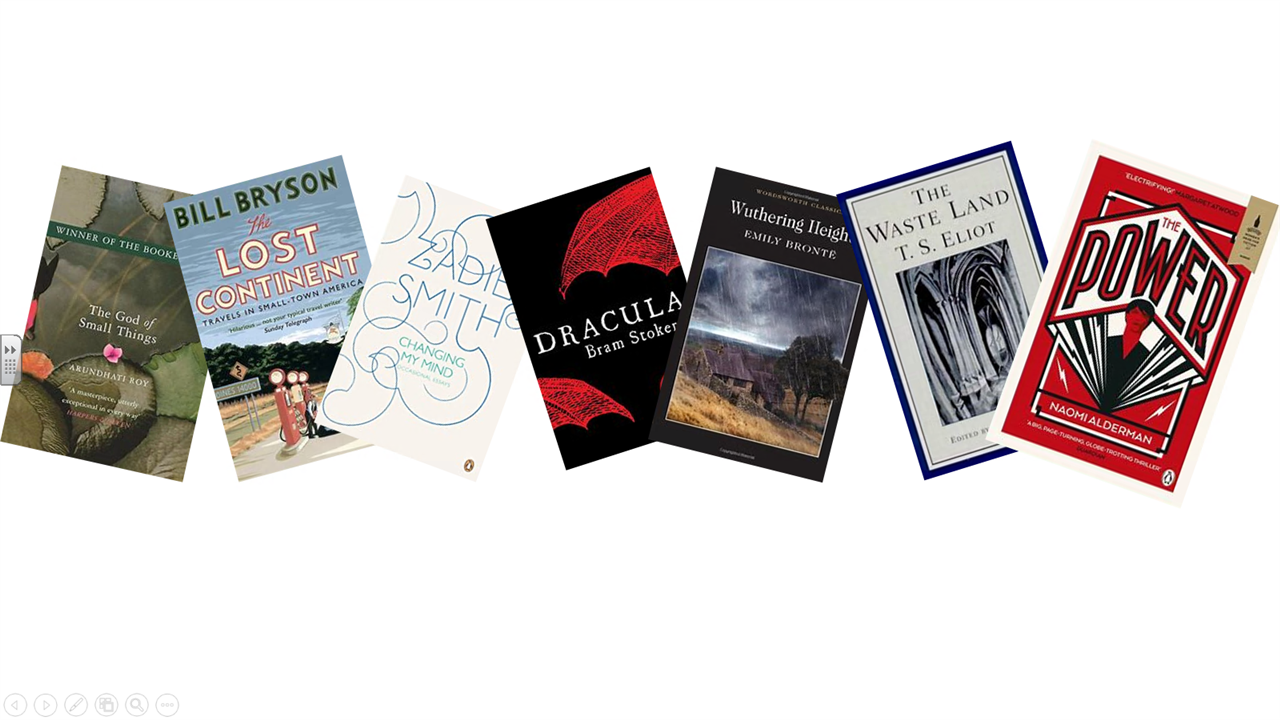 WINNER OF THE BOOKE
The God of
Small Things
ARUNDHATI ROY
'A masterpiece, utterly
exceptional in every way'
HARPERS
BILL BRYSON
The
LOST
CONTINENT
TRAVELS IN SMALL-TOWN AMERICA
'Hilarious – not your typical travel writer'
Sunday Telegraph
ZADIE
SMITH
CHANGING
MY MIND
OCCASIONAL ESSAYS
DRACULA
Bram Stoker
WORDSWORTH CLASSICS
Wuthering Heigh
EMILY BRONTË
THE
WASTE LAND
T. S. ELIOT
EDITED BY
'ELECTRIFYING!' MARGARET ATWOOD
THE
POWER
NAOMI ALDERMAN
'A BIG, PAGE-TURNING, GLOBE-TROTTING THRILLER'
GUARDIAN